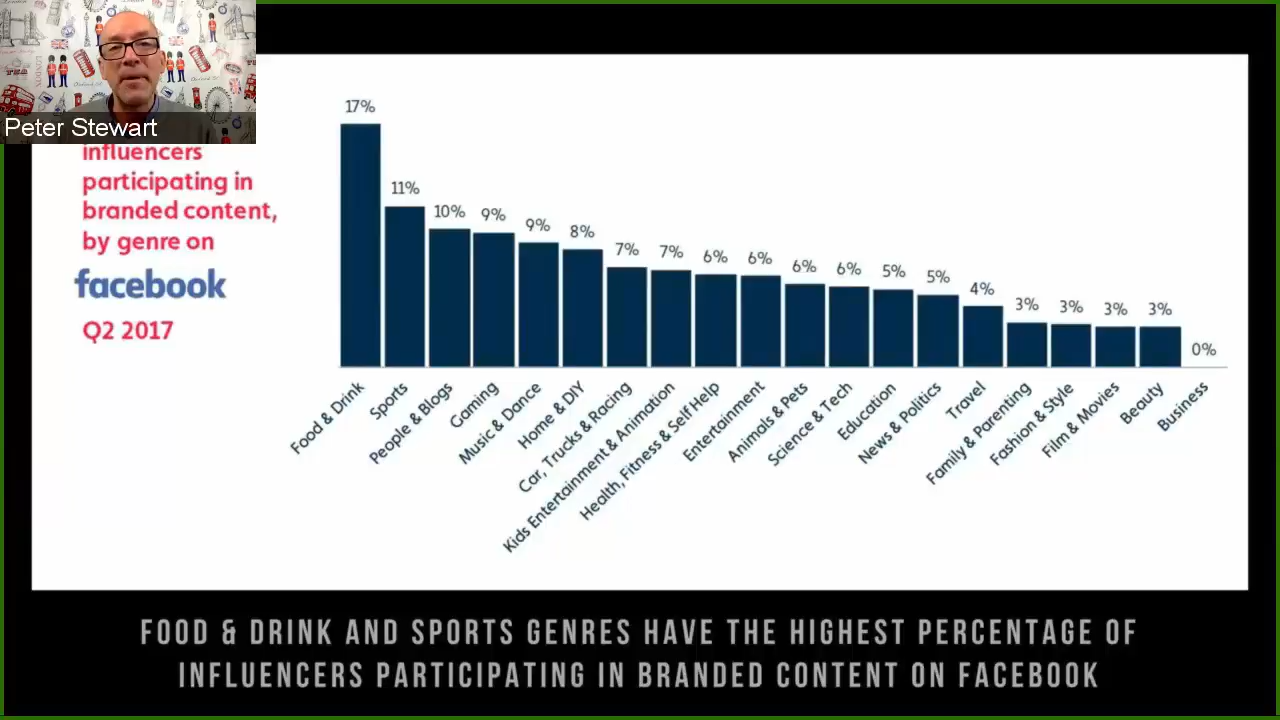 Peter Stewart
influencers
participating in
branded content,
by genre on
facebook
Q2 2017
17%
11%
10%
9%
9%
8%
7%
7%
6%
6%
6%
6%
5%
5%
4%
3%
3%
3%
3%
0%
Food & Drink
Sports
People & Blogs
Gaming
Music & Dance
Home & DIY
Car, Trucks & Racing
Kids Entertainment & Animation
Health, Fitness & Self Help
Entertainment
Animals & Pets
Science & Tech
Education
News & Politics
Travel
Family & Parenting
Fashion & Style
Film & Movies
Beauty
Business
FOOD & DRINK AND SPORTS GENRES HAVE THE HIGHEST PERCENTAGE OF
INFLUENCERS PARTICIPATING IN BRANDED CONTENT ON FACEBOOK